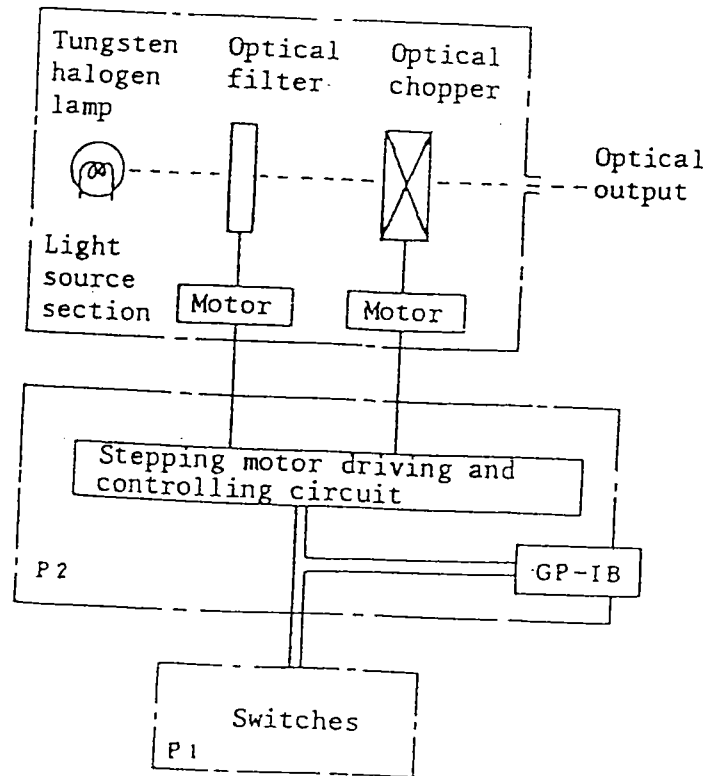 Tungsten
halogen
lamp
Optical
filter
Optical
chopper
Optical
output
Light
source
section
Motor
Motor
Stepping motor driving and
controlling circuit
P2
GP-IB
Switches
P1